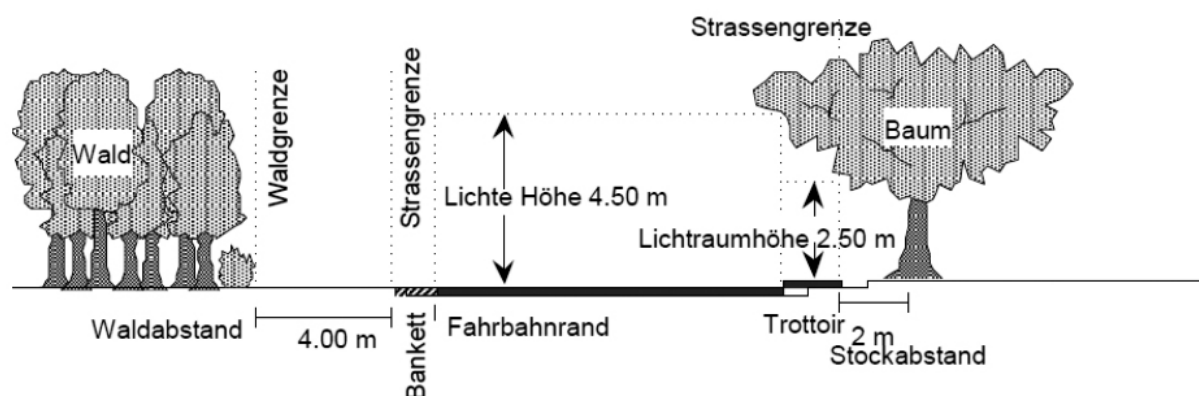 Strassengrenze
Waldgrenze
Strassengrenze
Wald
Baum
Lichte Höhe 4.50 m
Lichtraumhöhe 2.50 m
Waldabstand
4.00 m
Bankett
Fahrbahnrand
Trottoir
2 m
Stockabstand